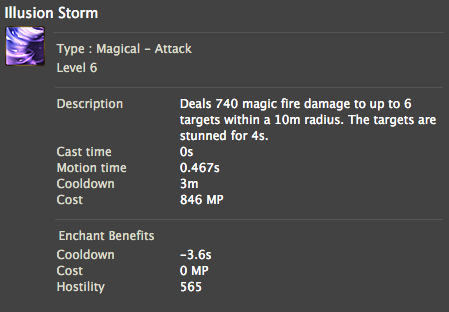 Illusion Storm
Type : Magical - Attack
Level 6
Description Deals 740 magic fire damage to up to 6
targets within a 10m radius. The targets are
stunned for 4s.
Cast time 0s
Motion time 0.467s
Cooldown 3m
Cost 846 MP
Enchant Benefits
Cooldown -3.6s
Cost 0 MP
Hostility 565